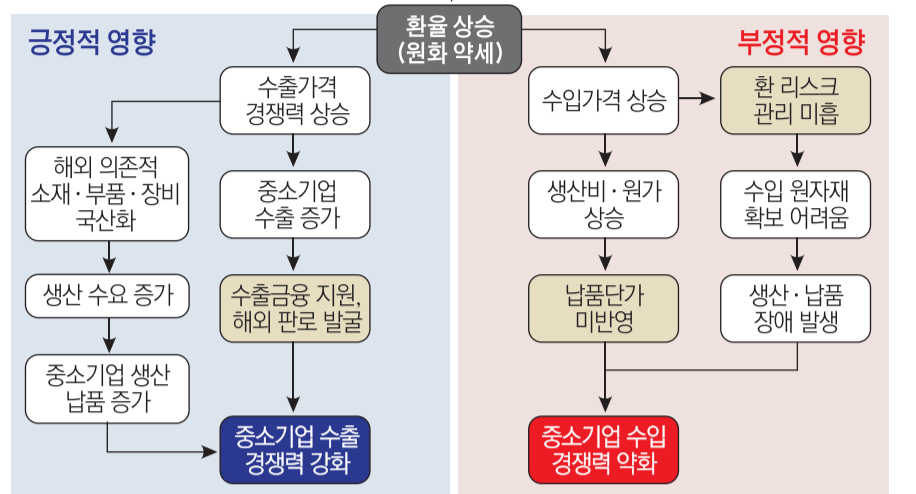 환율 상승
(원화 약세)
긍정적 영향
수출가격
경쟁력 상승
해외 의존적
소재·부품·장비
국산화
생산 수요 증가
중소기업 생산
납품 증가
중소기업
수출 증가
수출금융 지원,
해외 판로 발굴
중소기업 수출
경쟁력 강화
부정적 영향
수입가격 상승
생산비·원가
상승
납품단가
미반영
환 리스크
관리 미흡
수입 원자재
확보 어려움
생산·납품
장애 발생
중소기업 수입
경쟁력 약화